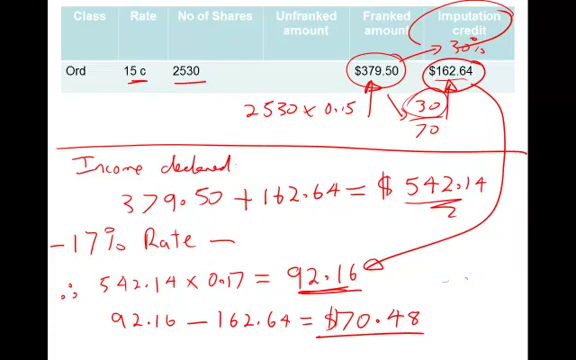 Class Rate No of Shares Unfranked amount Franked amount Imputation credit
30%
Ord 15 c 2530 $379.50 $162.64
2530 x 0.15 30
70
Income declared
379.50 + 162.64 = $542.14
- 17% Rate -
∴ 542.14 x 0.17 = 92.16
92.16 - 162.64 = $70.48